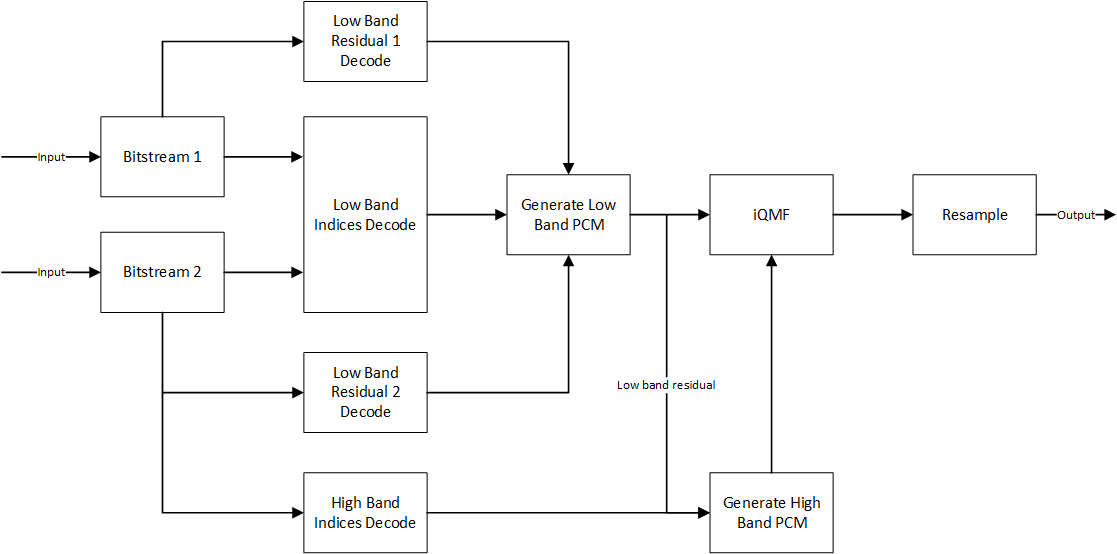 Low Band
Residual 1
Decode
Input
Bitstream 1
Low Band
Indices Decode
Generate Low
Band PCM
iQMF
Resample
Output
Input
Bitstream 2
Low Band
Residual 2
Decode
Low band residual
High Band
Indices Decode
Generate High
Band PCM